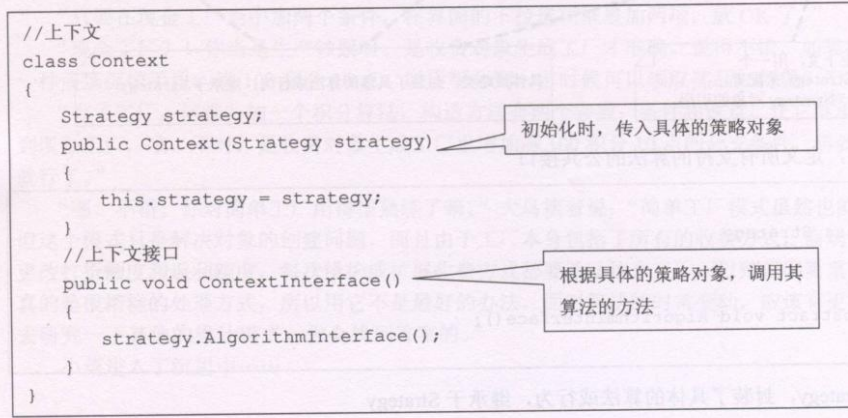 //上下文
class Context
{
Strategy strategy;
public Context(Strategy strategy)
初始化时，传入具体的策略对象
{
this.strategy = strategy;
}
//上下文接口
public void ContextInterface()
根据具体的策略对象，调用其
算法的方法
{
strategy.AlgorithmInterface();
}
}